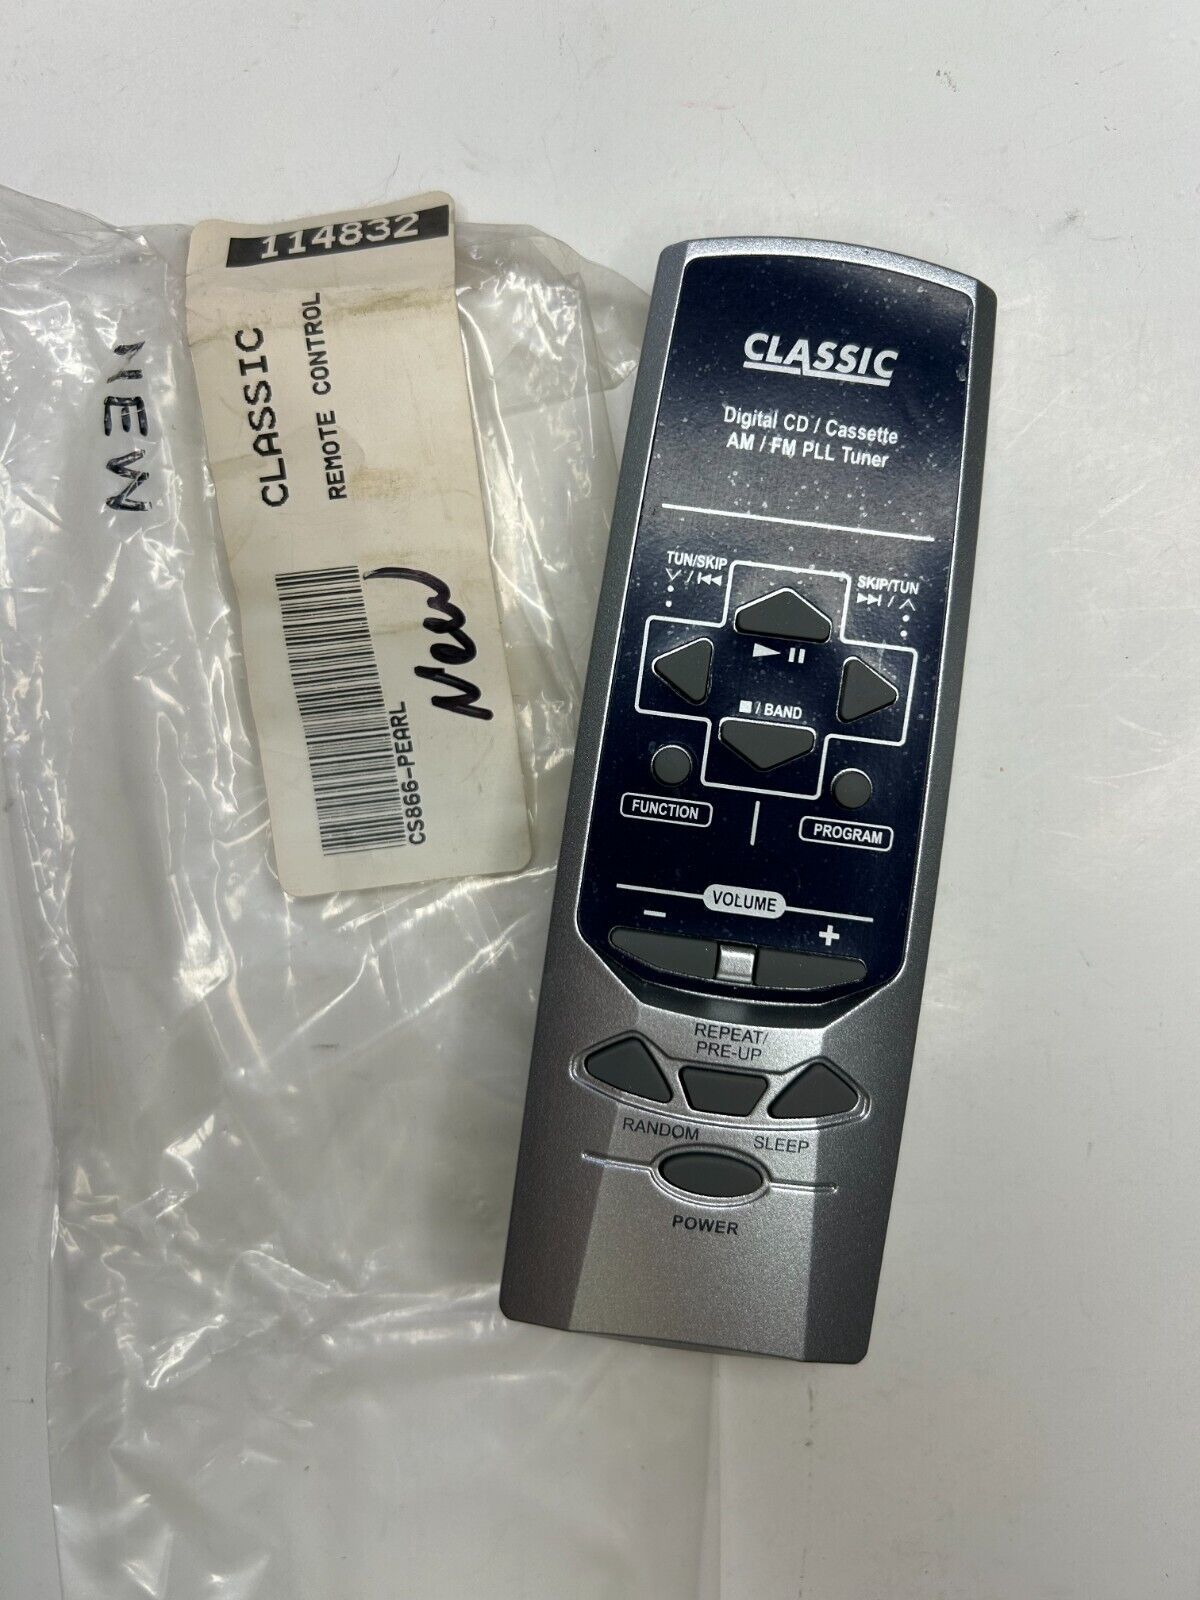 NEW
114832
CLASSIC
REMOTE CONTROL
New
CS866-PEARL
CLASSIC
Digital CD / Cassette
AM / FM PLL Tuner
TUN/SKIP
SKIP/TUN
/ BAND
FUNCTION
PROGRAM
VOLUME
- +
REPEAT/
PRE-UP
RANDOM
SLEEP
POWER